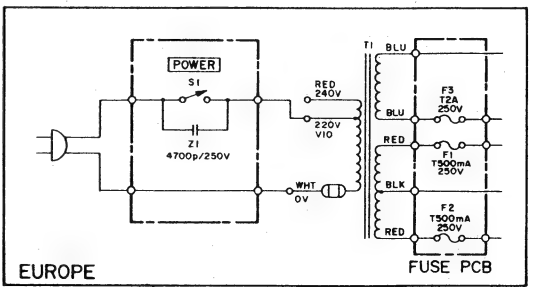 POWER
S1
Z1
4700p/250V
RED
240V
220V
VIO
WHT
0V
T1
BLU
BLU
RED
BLK
RED
F3
T2A
250V
F1
T500mA
250V
F2
T500mA
250V
EUROPE
FUSE PCB